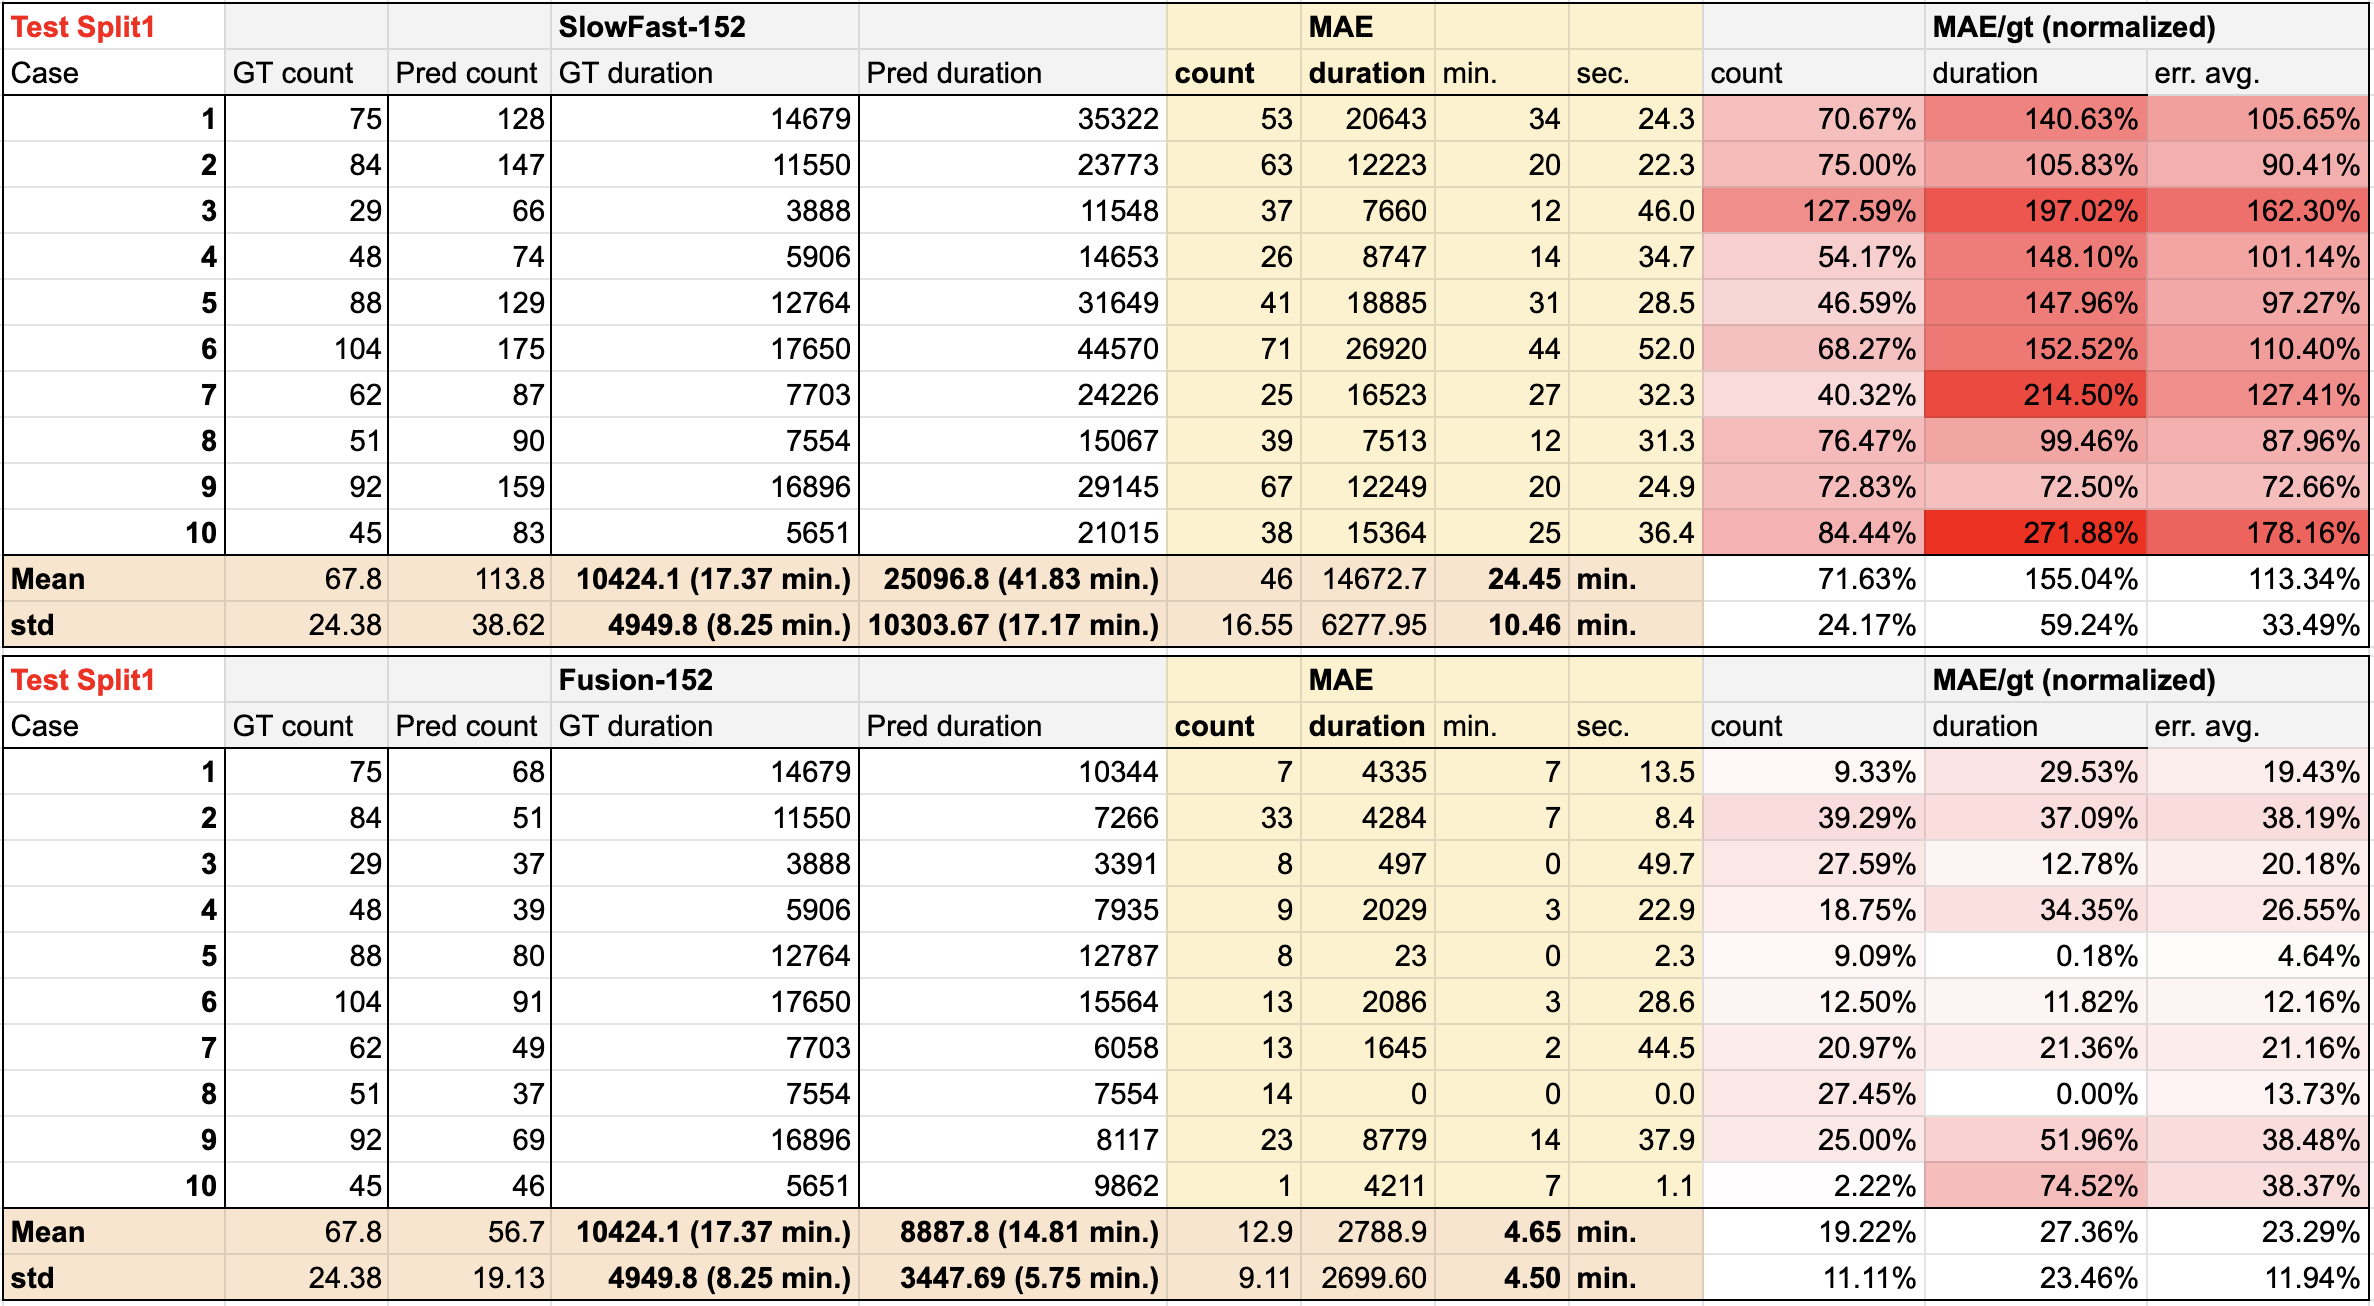 Test Split1 SlowFast-152 MAE MAE/gt (normalized)
Case GT count Pred count GT duration Pred duration count duration min. sec. count duration err. avg.
1 75 128 14679 35322 53 20643 34 24.3 70.67% 140.63% 105.65%
2 84 147 11550 23773 63 12223 20 22.3 75.00% 105.83% 90.41%
3 29 66 3888 11548 37 7660 12 46.0 127.59% 197.02% 162.30%
4 48 74 5906 14653 26 8747 14 34.7 54.17% 148.10% 101.14%
5 88 129 12764 31649 41 18885 31 28.5 46.59% 147.96% 97.27%
6 104 175 17650 44570 71 26920 44 52.0 68.27% 152.52% 110.40%
7 62 87 7703 24226 25 16523 27 32.3 40.32% 214.50% 127.41%
8 51 90 7554 15067 39 7513 12 31.3 76.47% 99.46% 87.96%
9 92 159 16896 29145 67 12249 20 24.9 72.83% 72.50% 72.66%
10 45 83 5651 21015 38 15364 25 36.4 84.44% 271.88% 178.16%
Mean 67.8 113.8 10424.1 (17.37 min.) 25096.8 (41.83 min.) 46 14672.7 24.45 min. 71.63% 155.04% 113.34%
std 24.38 38.62 4949.8 (8.25 min.) 10303.67 (17.17 min.) 16.55 6277.95 10.46 min. 24.17% 59.24% 33.49%
Test Split1 Fusion-152 MAE MAE/gt (normalized)
Case GT count Pred count GT duration Pred duration count duration min. sec. count duration err. avg.
1 75 68 14679 10344 7 4335 7 13.5 9.33% 29.53% 19.43%
2 84 51 11550 7266 33 4284 7 8.4 39.29% 37.09% 38.19%
3 29 37 3888 3391 8 497 0 49.7 27.59% 12.78% 20.18%
4 48 39 5906 7935 9 2029 3 22.9 18.75% 34.35% 26.55%
5 88 80 12764 12787 8 23 0 2.3 9.09% 0.18% 4.64%
6 104 91 17650 15564 13 2086 3 28.6 12.50% 11.82% 12.16%
7 62 49 7703 6058 13 1645 2 44.5 20.97% 21.36% 21.16%
8 51 37 7554 7554 14 0 0 0.0 27.45% 0.00% 13.73%
9 92 69 16896 8117 23 8779 14 37.9 25.00% 51.96% 38.48%
10 45 46 5651 9862 1 4211 7 1.1 2.22% 74.52% 38.37%
Mean 67.8 56.7 10424.1 (17.37 min.) 8887.8 (14.81 min.) 12.9 2788.9 4.65 min. 19.22% 27.36% 23.29%
std 24.38 19.13 4949.8 (8.25 min.) 3447.69 (5.75 min.) 9.11 2699.60 4.50 min. 11.11% 23.46% 11.94%